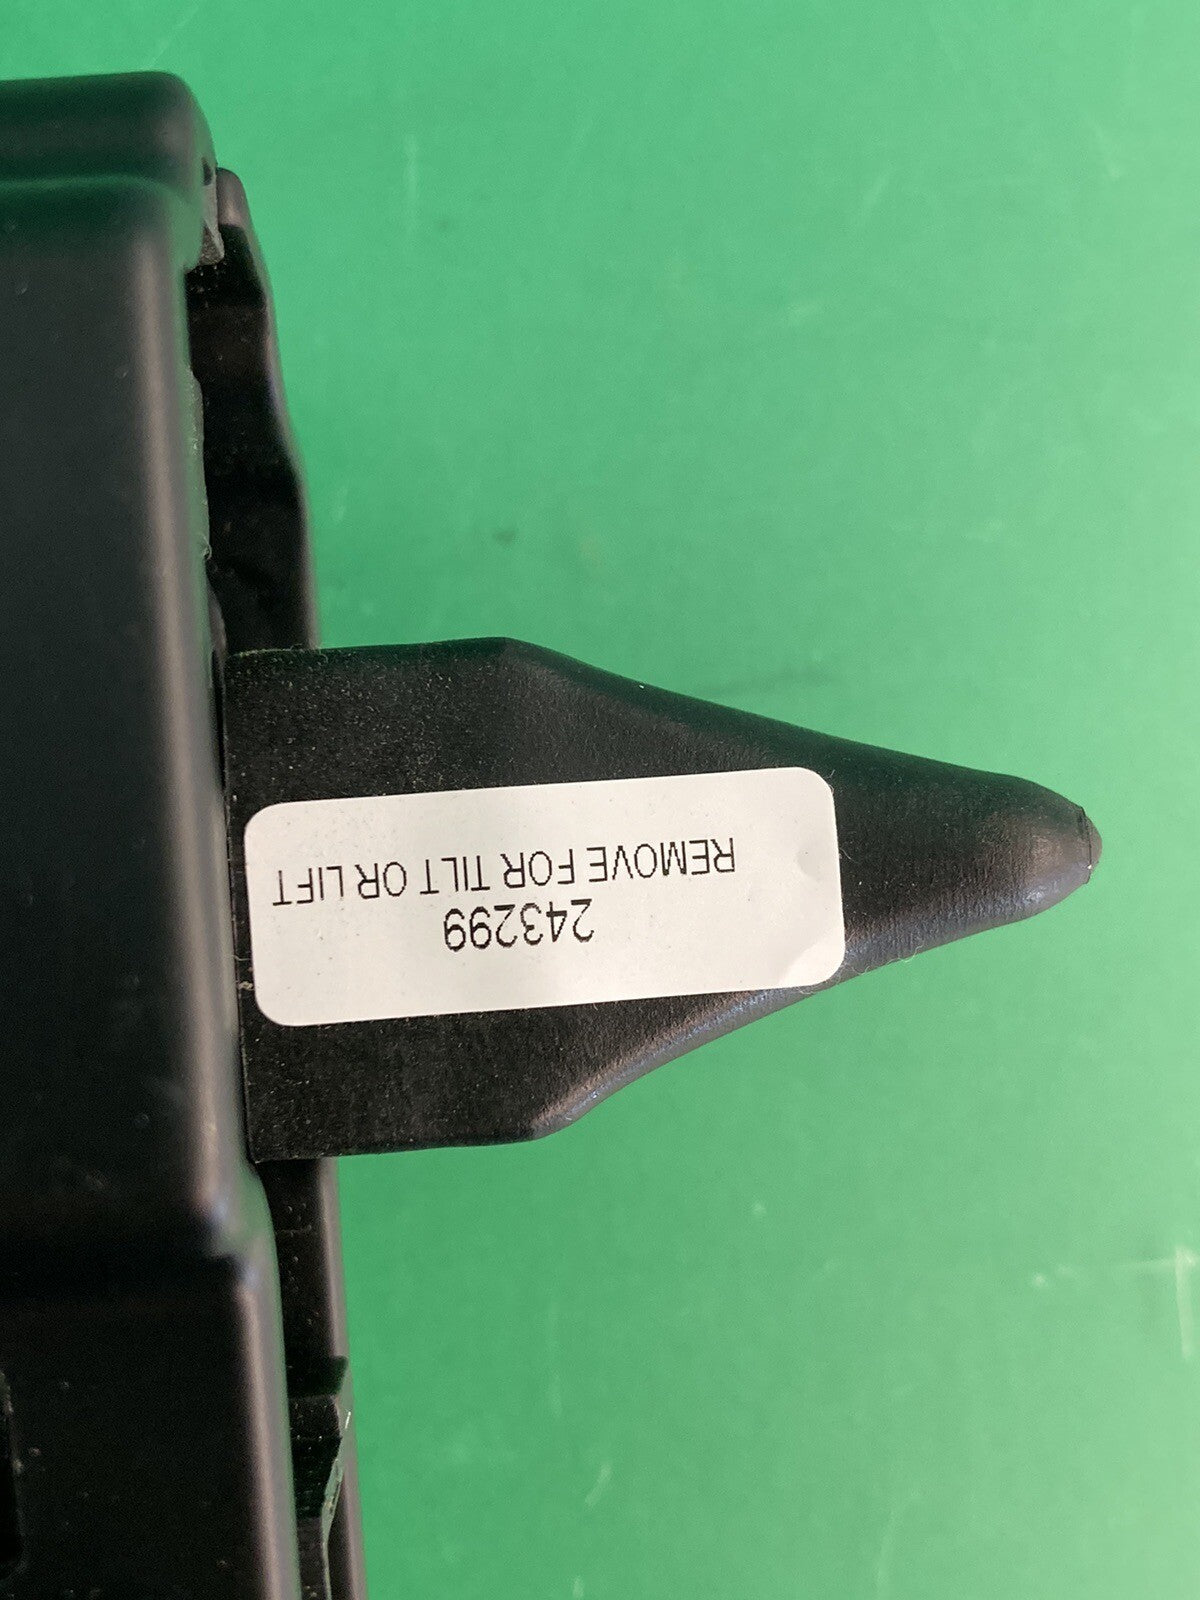 243299
REMOVE FOR TILT OR LIFT